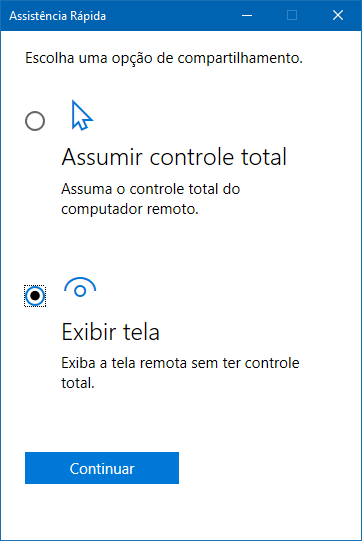 Assistência Rápida
Escolha uma opção de compartilhamento.
Assumir controle total
Assuma o controle total do
computador remoto.
Exibir tela
Exiba a tela remota sem ter controle
total.
Continuar